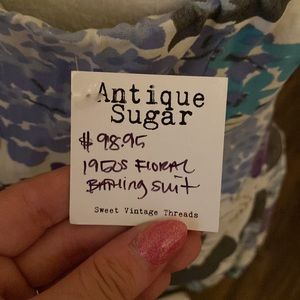 Antique
Sugar
$98.95
1950s FLORAL
BATHING SUIT
Sweet Vintage Threads